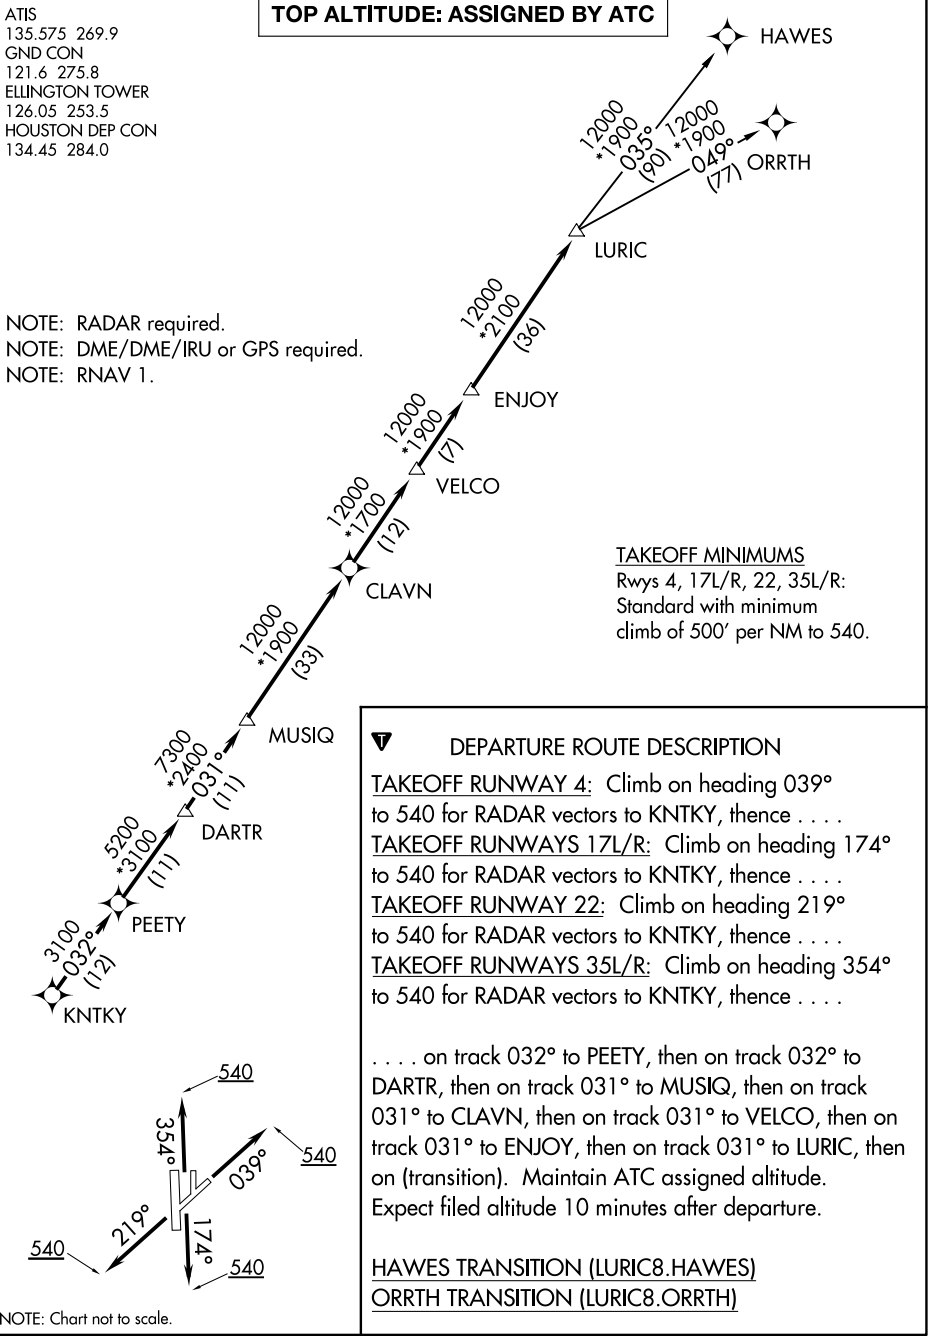 ATIS
135.575 269.9
GND CON
121.6 275.8
ELLINGTON TOWER
126.05 253.5
HOUSTON DEP CON
134.45 284.0
TOP ALTITUDE: ASSIGNED BY ATC
HAWES
12000
*1900
035°
(90)
12000
*1900
049°
(77)
ORRTH
LURIC
NOTE: RADAR required.
NOTE: DME/DME/IRU or GPS required.
NOTE: RNAV 1.
12000
*2100
(36)
ENJOY
12000
*1900
(7)
VELCO
12000
*1700
(12)
CLAVN
TAKEOFF MINIMUMS
Rwys 4, 17L/R, 22, 35L/R:
Standard with minimum
climb of 500' per NM to 540.
12000
*1900
(33)
MUSIQ
7300
*2400
031°
(11)
DARTR
5200
*3100
(11)
PEETY
3100
032°
(12)
KNTKY
T
DEPARTURE ROUTE DESCRIPTION
TAKEOFF RUNWAY 4: Climb on heading 039°
to 540 for RADAR vectors to KNTKY, thence . . . .
TAKEOFF RUNWAYS 17L/R: Climb on heading 174°
to 540 for RADAR vectors to KNTKY, thence . . . .
TAKEOFF RUNWAY 22: Climb on heading 219°
to 540 for RADAR vectors to KNTKY, thence . . . .
TAKEOFF RUNWAYS 35L/R: Climb on heading 354°
to 540 for RADAR vectors to KNTKY, thence . . . .
. . . . on track 032° to PEETY, then on track 032° to
DARTR, then on track 031° to MUSIQ, then on track
031° to CLAVN, then on track 031° to VELCO, then on
track 031° to ENJOY, then on track 031° to LURIC, then
on (transition). Maintain ATC assigned altitude.
Expect filed altitude 10 minutes after departure.
HAWES TRANSITION (LURIC8.HAWES)
ORRTH TRANSITION (LURIC8.ORRTH)
540
354°
039°
540
219°
174°
540
540
NOTE: Chart not to scale.